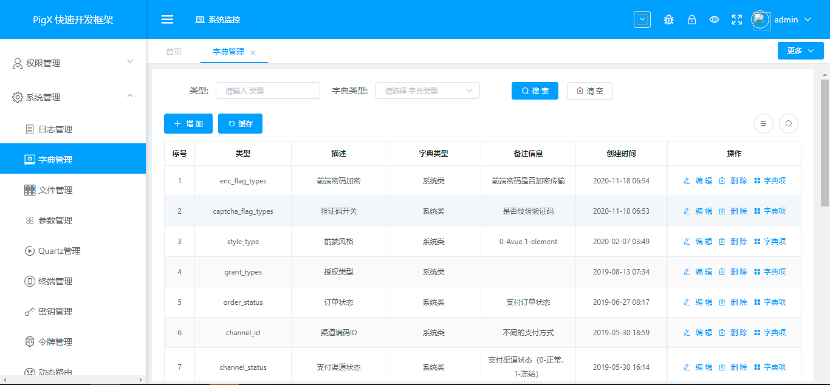 PigX 快速开发框架
系统监控
admin
首页
字典管理
更多
权限管理
系统管理
日志管理
字典管理
文件管理
参数管理
Quartz管理
终端管理
密钥管理
令牌管理
动态路由
类型: 请输入 类型 字典类型: 请选择 字典类型 搜 索 清 空
增 加 缓存
序号 类型 描述 字典类型 备注信息 创建时间 操作
1 enc_flag_types 前端密码加密 系统类 前端密码是否加密传输 2020-11-18 06:54 编 辑 删 除 字典项
2 captcha_flag_types 验证码开关 系统类 是否校验验证码 2020-11-18 06:53 编 辑 删 除 字典项
3 style_type 前端风格 系统类 0-Avue 1-element 2020-02-07 03:49 编 辑 删 除 字典项
4 grant_types 授权类型 系统类 2019-08-13 07:34 编 辑 删 除 字典项
5 order_status 订单状态 系统类 支付订单状态 2019-06-27 08:17 编 辑 删 除 字典项
6 channel_id 渠道编码ID 系统类 不同的支付方式 2019-05-30 18:59 编 辑 删 除 字典项
7 channel_status 支付渠道状态 系统类 支付渠道状态（0-正常， 2019-05-30 16:14 编 辑 删 除 字典项
1-冻结）